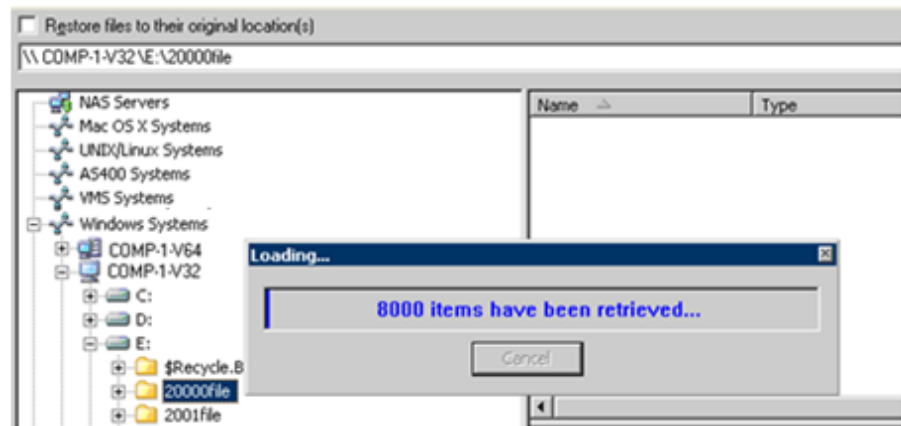 Restore files to their original location(s)
\\ COMP-1-V32\E:\20000file
NAS Servers
Mac OS X Systems
UNIX/Linux Systems
AS400 Systems
VMS Systems
Windows Systems
COMP-1-V64
COMP-1-V32
C:
D:
E:
$Recycle.B
20000file
2001file
Name Type
Loading...
8000 items have been retrieved...
Cancel